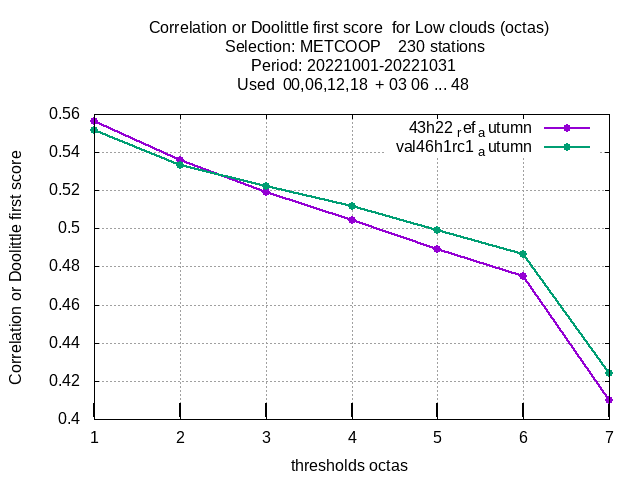 Correlation or Doolittle first score  for Low clouds (octas)
Selection: METCOOP    230 stations
Period: 20221001-20221031
Used  00,06,12,18  + 03 06 ... 48
43h22 ref autumn
val46h1rc1 autumn
Correlation or Doolittle first score
0.56
0.54
0.52
0.5
0.48
0.46
0.44
0.42
0.4
1 2 3 4 5 6 7
thresholds octas